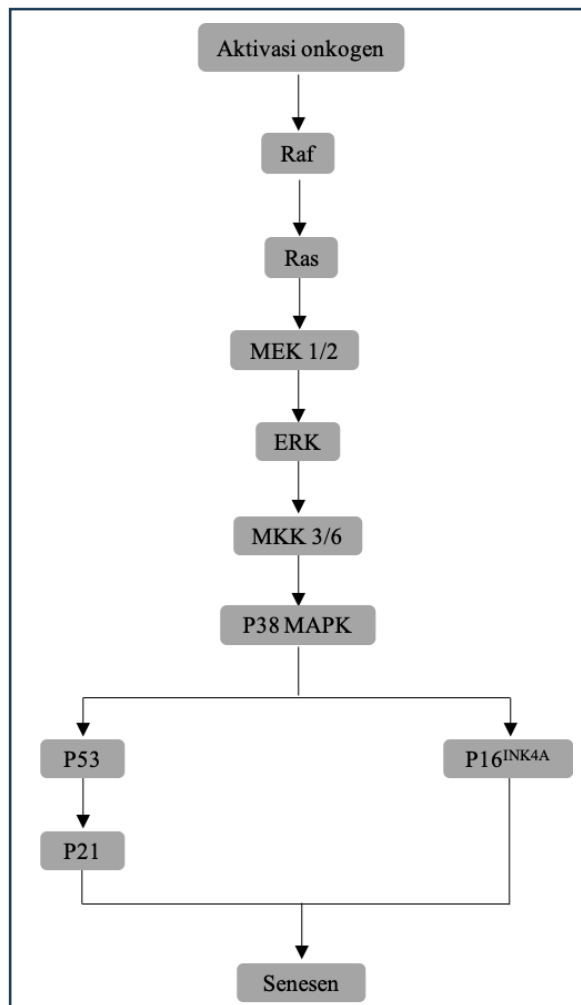 Aktivasi onkogen
Raf
Ras
MEK 1/2
ERK
MKK 3/6
P38 MAPK
P53
P16INK4A
P21
Senesen